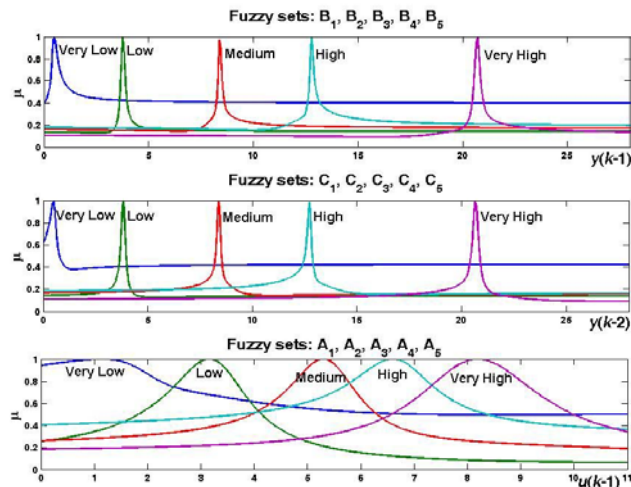 Fuzzy sets: B1, B2, B3, B4, B5
1
Very Low
Low
Medium
High
Very High
0.8
0.6
μ
0.4
0.2
0
0
5
10
15
20
25
y(k-1)
Fuzzy sets: C1, C2, C3, C4, C5
1
Very Low
Low
Medium
High
Very High
0.8
0.6
μ
0.4
0.2
0
0
5
10
15
20
25
y(k-2)
Fuzzy sets: A1, A2, A3, A4, A5
1
Very Low
Low
Medium
High
Very High
0.8
0.6
μ
0.4
0.2
0
0
1
2
3
4
5
6
7
8
9
10
11
u(k-1)